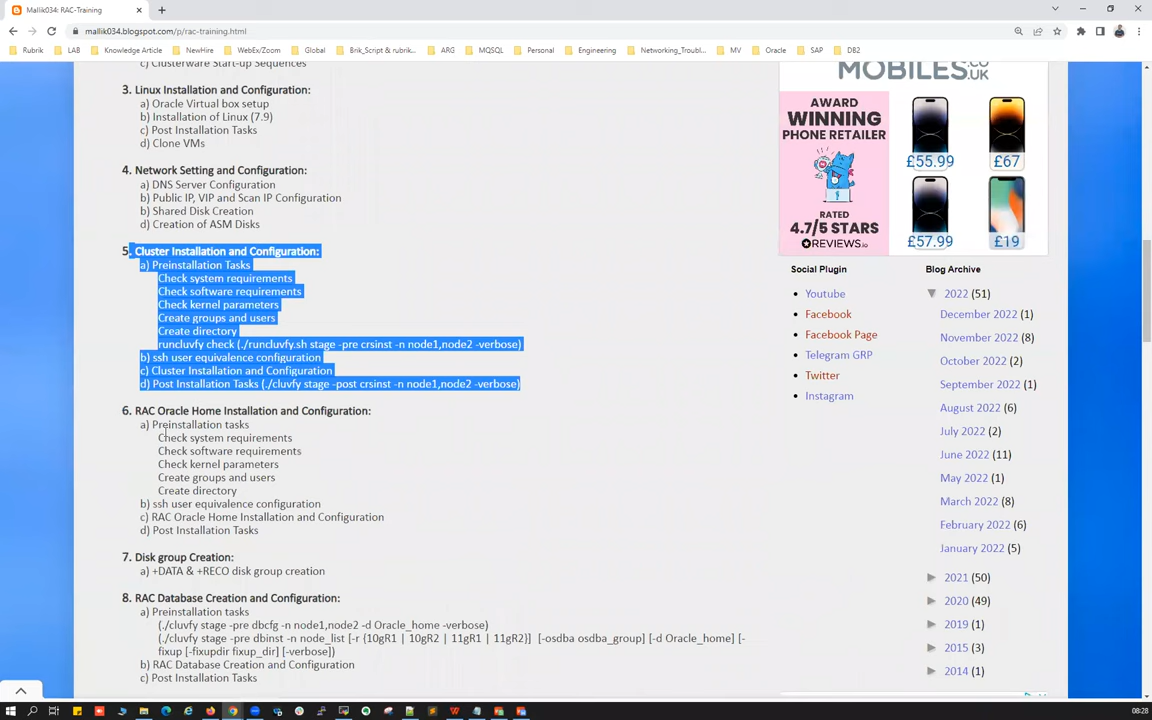 Mallik034: RAC-Training
mallik034.blogspot.com/p/rac-training.html
Rubrik
LAB
Knowledge Article
NewHire
WebEx/Zoom
Global
Brik_Script & rubrik...
ARG
MQSQL
Personal
Engineering
Networking_Troubl...
MV
Oracle
SAP
DB2
c) Clusterware Start-up Sequences
3. Linux Installation and Configuration:
a) Oracle Virtual box setup
b) Installation of Linux (7.9)
c) Post Installation Tasks
d) Clone VMs
4. Network Setting and Configuration:
a) DNS Server Configuration
b) Public IP, VIP and Scan IP Configuration
b) Shared Disk Creation
d) Creation of ASM Disks
5. Cluster Installation and Configuration:
a) Preinstallation Tasks
Check system requirements
Check software requirements
Check kernel parameters
Create groups and users
Create directory
runcluvfy check (./runcluvfy.sh stage -pre crsinst -n node1,node2 -verbose)
b) ssh user equivalence configuration
c) Cluster Installation and Configuration
d) Post Installation Tasks (./cluvfy stage -post crsinst -n node1,node2 -verbose)
6. RAC Oracle Home Installation and Configuration:
a) Preinstallation tasks
Check system requirements
Check software requirements
Check kernel parameters
Create groups and users
Create directory
b) ssh user equivalence configuration
c) RAC Oracle Home Installation and Configuration
d) Post Installation Tasks
7. Disk group Creation:
a) +DATA & +RECO disk group creation
8. RAC Database Creation and Configuration:
a) Preinstallation tasks
(./cluvfy stage -pre dbcfg -n node1,node2 -d Oracle_home -verbose)
(./cluvfy stage -pre dbinst -n node_list [-r {10gR1 | 10gR2 | 11gR1 | 11gR2}] [-osdba osdba_group] [-d Oracle_home] [-
fixup [-fixupdir fixup_dir] [-verbose])
b) RAC Database Creation and Configuration
c) Post Installation Tasks
MOBILES.CO.UK
AWARD
WINNING
PHONE RETAILER
RATED
4.7/5 STARS
REVIEWS.io
£55.99
£67
£57.99
£19
Social Plugin
Youtube
Facebook
Facebook Page
Telegram GRP
Twitter
Instagram
Blog Archive
▼ 2022 (51)
December 2022 (1)
November 2022 (8)
October 2022 (2)
September 2022 (1)
August 2022 (6)
July 2022 (2)
June 2022 (11)
May 2022 (1)
March 2022 (8)
February 2022 (6)
January 2022 (5)
► 2021 (50)
► 2020 (49)
► 2019 (1)
► 2015 (3)
► 2014 (1)
08:28